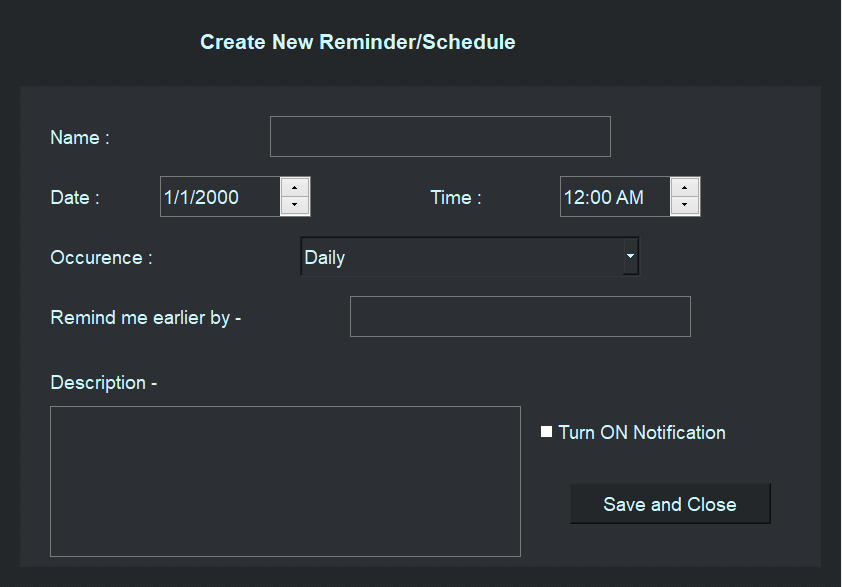 Create New Reminder/Schedule
Name :
Date : 1/1/2000 Time : 12:00 AM
Occurence : Daily
Remind me earlier by -
Description -
Turn ON Notification
Save and Close